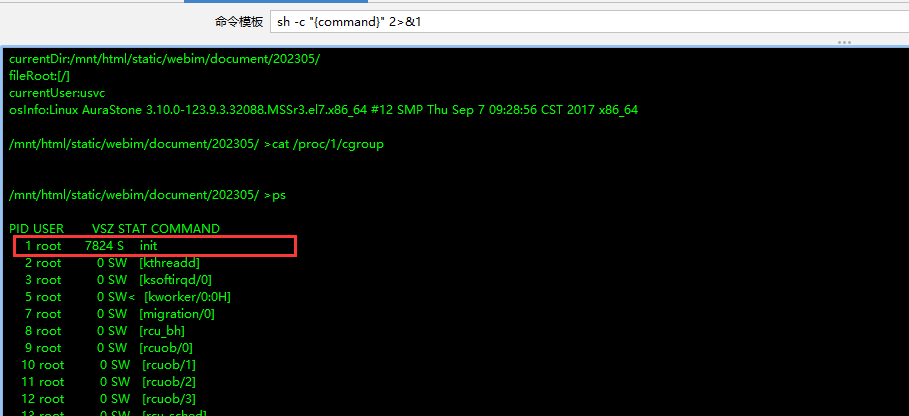 命令模板 sh -c "{command}" 2>&1
currentDir:/mnt/html/static/webim/document/202305/
fileRoot:[/]
currentUser:usvc
osInfo:Linux AuraStone 3.10.0-123.9.3.32088.MSSr3.el7.x86_64 #12 SMP Thu Sep 7 09:28:56 CST 2017 x86_64
/mnt/html/static/webim/document/202305/ >cat /proc/1/cgroup
/mnt/html/static/webim/document/202305/ >ps
PID USER VSZ STAT COMMAND
1 root 7824 S init
2 root 0 SW [kthreadd]
3 root 0 SW [ksoftirqd/0]
5 root 0 SW< [kworker/0:0H]
7 root 0 SW [migration/0]
8 root 0 SW [rcu_bh]
9 root 0 SW [rcuob/0]
10 root 0 SW [rcuob/1]
11 root 0 SW [rcuob/2]
12 root 0 SW [rcuob/3]
13 root 0 SW [rcu_sched]